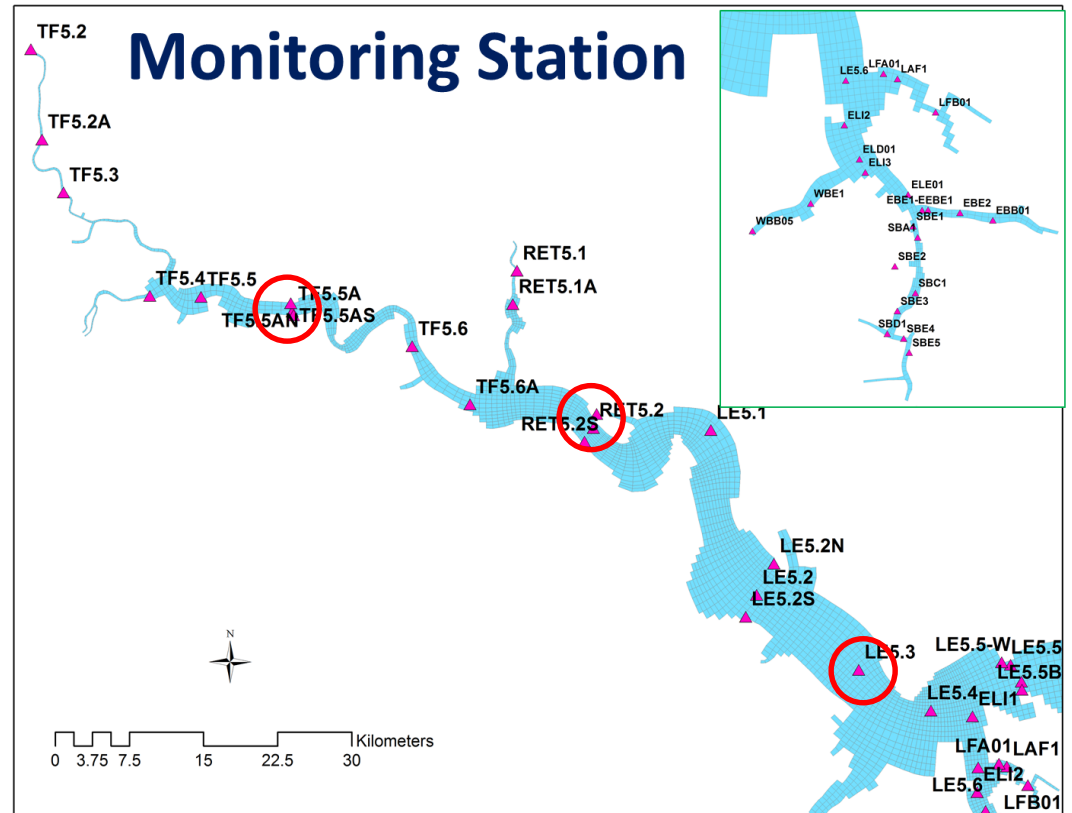 Monitoring Station
TF5.2
TF5.2A
TF5.3
TF5.4
TF5.5
TF5.5A
TF5.5AN
TF5.5AS
TF5.6
TF5.6A
RET5.1
RET5.1A
RET5.2
RET5.2S
LE5.1
LE5.2N
LE5.2
LE5.2S
LE5.3
LE5.5-W
LE5.5
LE5.5B
LE5.4
ELI1
LFA01
LAF1
ELI2
LE5.6
LFB01
N
Kilometers
0 3.75 7.5 15 22.5 30
LFA01
LE5.6
LAF1
LFB01
ELI2
ELD01
ELI3
ELE01
WBE1
EBE1-EEBE1
EBE2
SBE1
EBB01
WBB05
SBA1
SBE2
SBC1
SBE3
SBD1
SBE4
SBE5